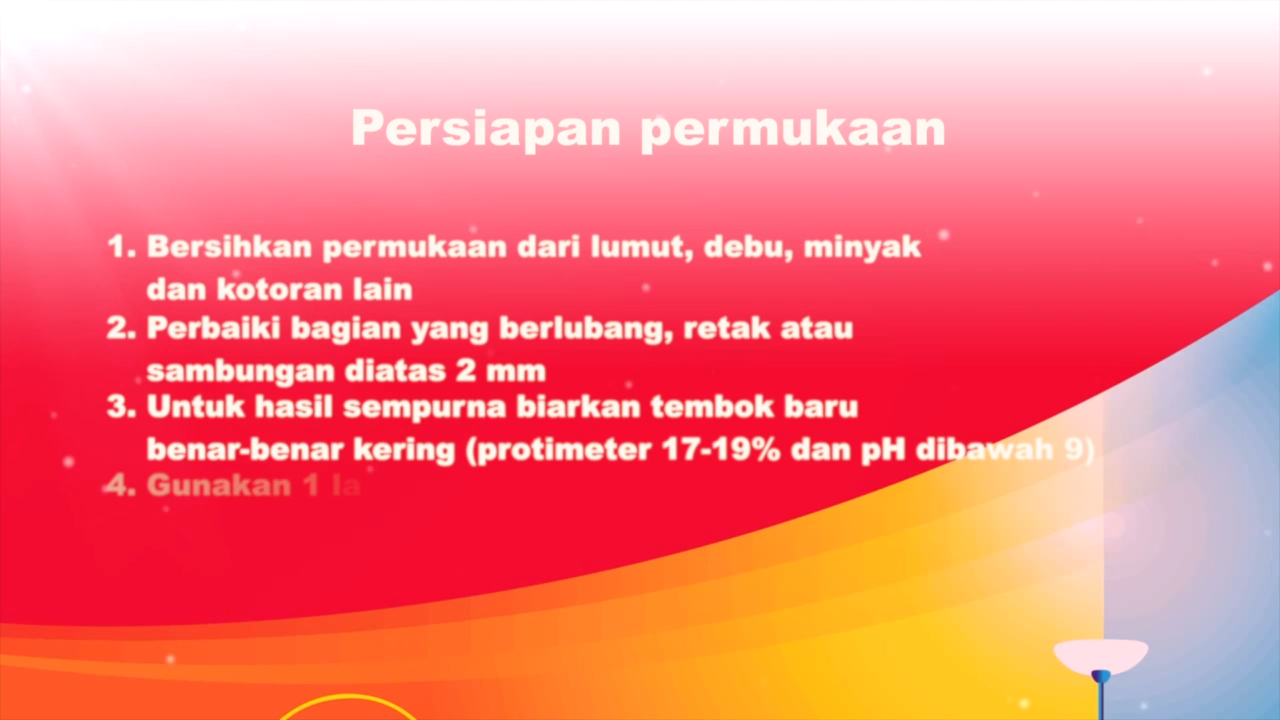 Persiapan permukaan
1. Bersihkan permukaan dari lumut, debu, minyak
dan kotoran lain
2. Perbaiki bagian yang berlubang, retak atau
sambungan diatas 2 mm
3. Untuk hasil sempurna biarkan tembok baru
benar-benar kering (protimeter 17-19% dan pH dibawah 9)
4. Gunakan 1